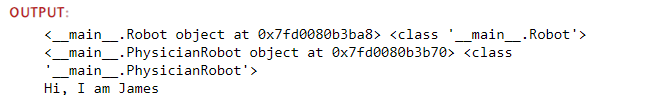 OUTPUT:
<__main__.Robot object at 0x7fd0080b3ba8> <class '__main__.Robot'>
<__main__.PhysicianRobot object at 0x7fd0080b3b70> <class
'__main__.PhysicianRobot'>
Hi, I am James